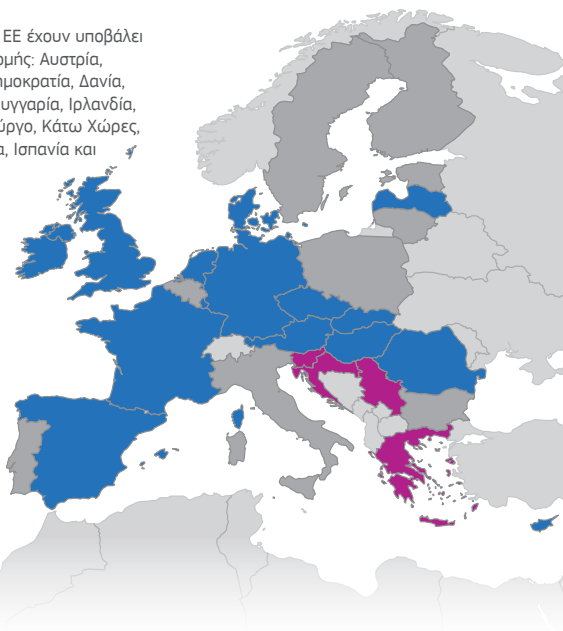 ΕΕ έχουν υποβάλει
ομής: Αυστρία,
ημοκρατία, Δανία,
υγγαρία, Ιρλανδία,
ύργο, Κάτω Χώρες,
α, Ισπανία και